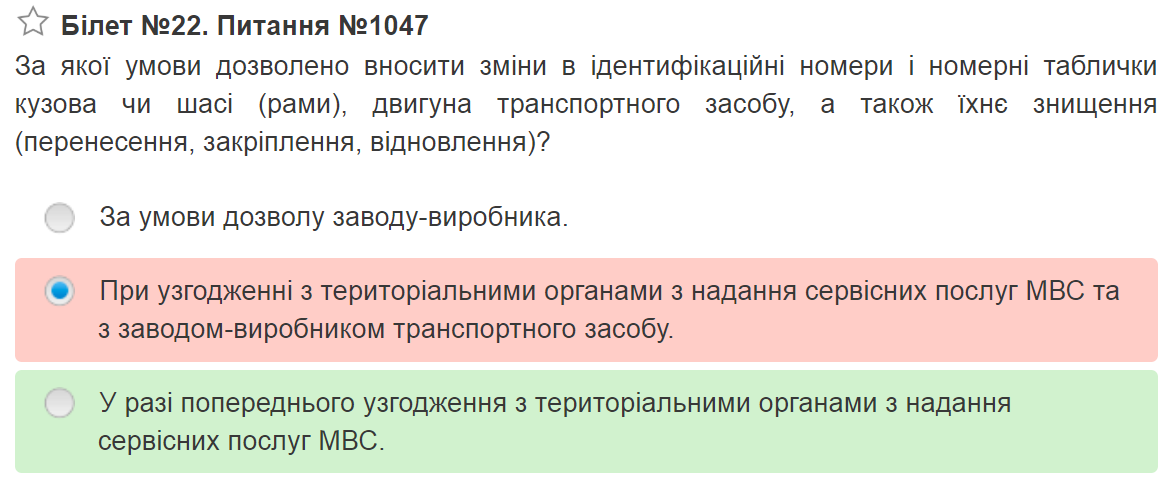 Білет №22. Питання №1047
За якої умови дозволено вносити зміни в ідентифікаційні номери і номерні таблички
кузова чи шасі (рами), двигуна транспортного засобу, а також їхнє знищення
(перенесення, закріплення, відновлення)?
За умови дозволу заводу-виробника.
При узгодженні з територіальними органами з надання сервісних послуг МВС та
з заводом-виробником транспортного засобу.
У разі попереднього узгодження з територіальними органами з надання
сервісних послуг МВС.